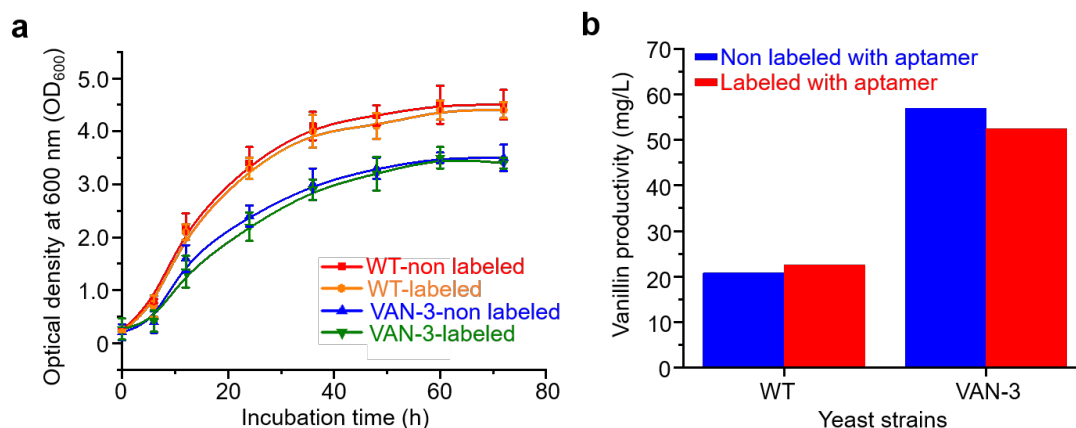 a
Optical density at 600 nm (OD600)
5.0
4.0
3.0
2.0
1.0
0
0
20
40
60
80
Incubation time (h)
WT-non labeled
WT-labeled
VAN-3-non labeled
VAN-3-labeled
b
Vanillin productivity (mg/L)
70
60
50
40
30
20
10
0
Non labeled with aptamer
Labeled with aptamer
WT
VAN-3
Yeast strains